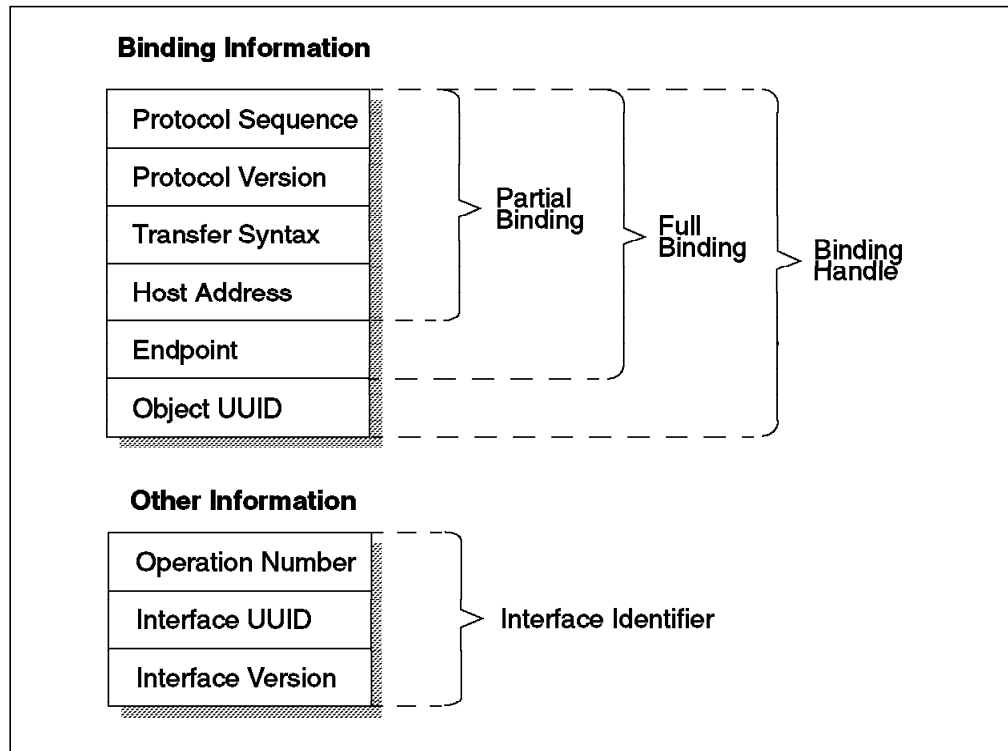 Binding Information
Protocol Sequence
Protocol Version
Transfer Syntax
Host Address
Endpoint
Object UUID
Partial
Binding
Full
Binding
Binding
Handle
Other Information
Operation Number
Interface UUID
Interface Version
Interface Identifier